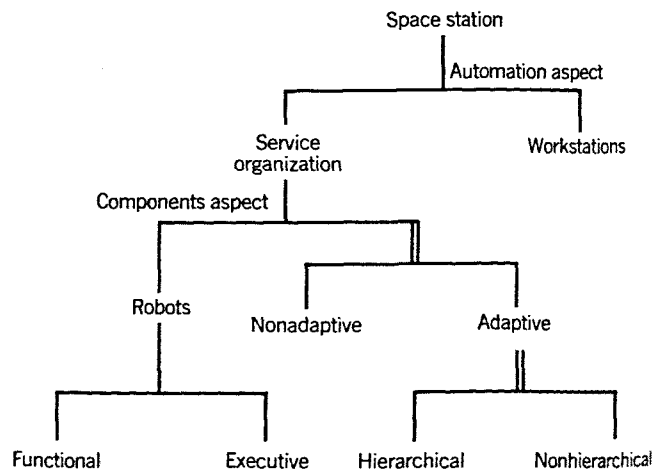 Space station
Automation aspect
Service
organization
Workstations
Components aspect
Robots
Nonadaptive
Adaptive
Functional
Executive
Hierarchical
Nonhierarchical